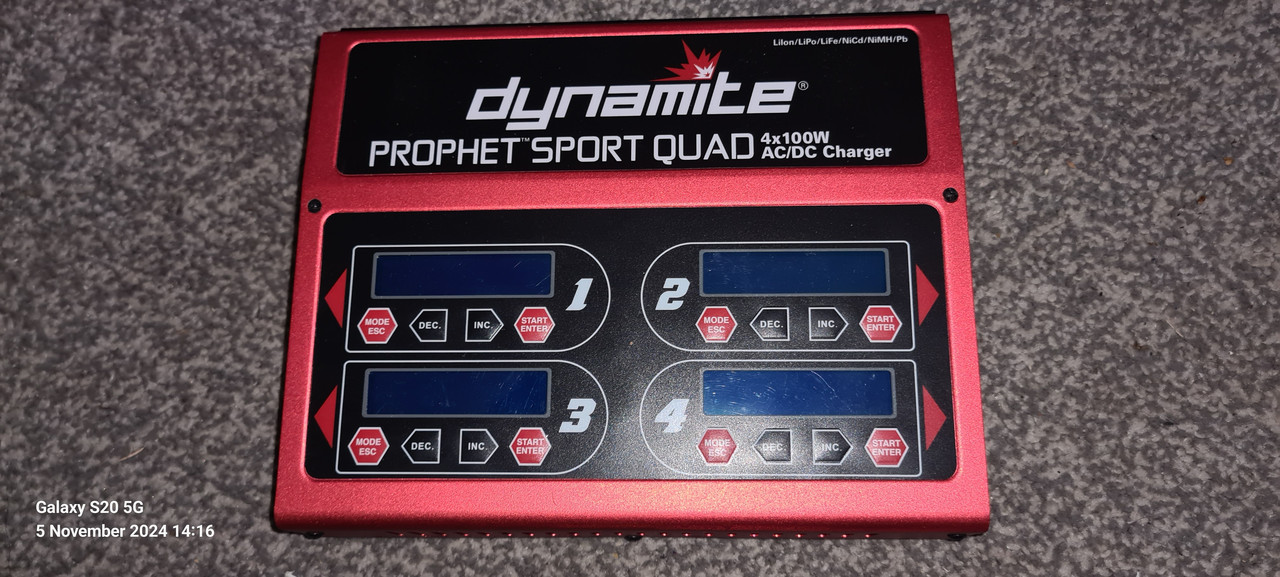 LiIon/LiPo/LiFe/NiCd/NiMH/Pb
dynamite®
PROPHET™ SPORT QUAD 4x100W
AC/DC Charger
1
MODE
ESC
DEC.
INC.
START
ENTER
2
MODE
ESC
DEC.
INC.
START
ENTER
3
MODE
ESC
DEC.
INC.
START
ENTER
4
MODE
ESC
DEC.
INC.
START
ENTER
Galaxy S20 5G
5 November 2024 14:16